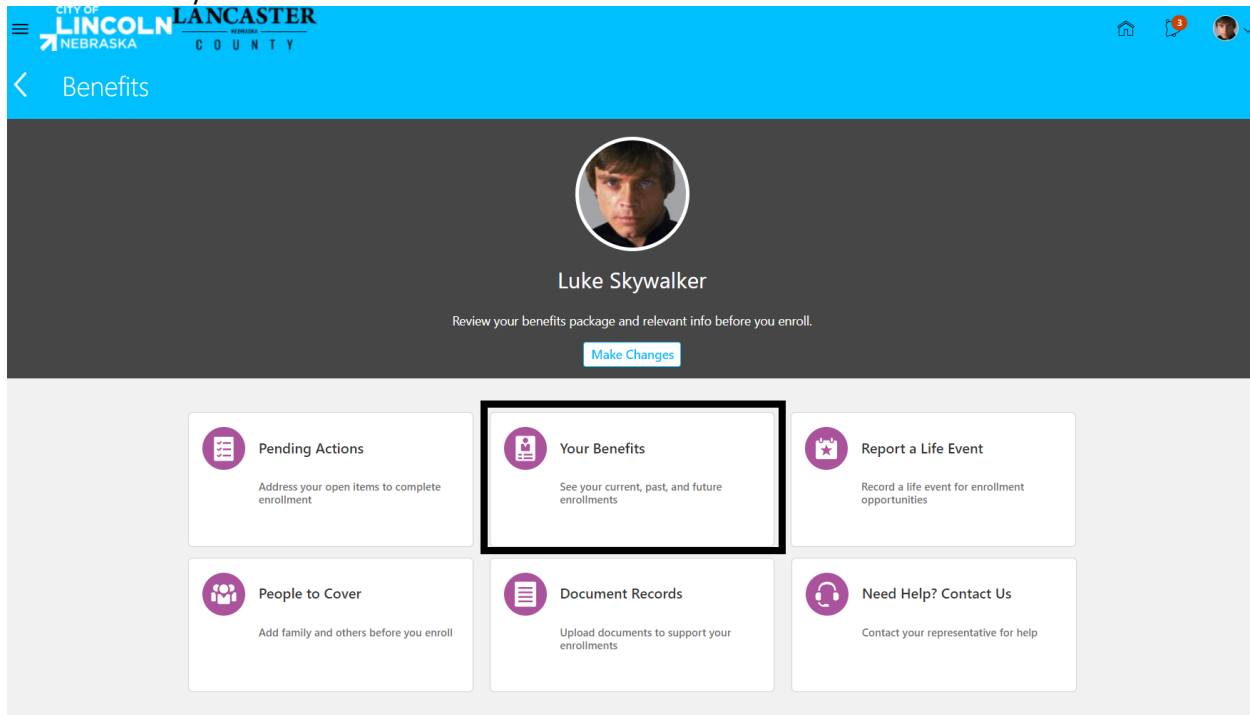 CITY OF
LINCOLN
NEBRASKA
LANCASTER
NEBRASKA
COUNTY
3
Benefits
Luke Skywalker
Review your benefits package and relevant info before you enroll.
Make Changes
Pending Actions
Address your open items to complete
enrollment
Your Benefits
See your current, past, and future
enrollments
Report a Life Event
Record a life event for enrollment
opportunities
People to Cover
Add family and others before you enroll
Document Records
Upload documents to support your
enrollments
Need Help? Contact Us
Contact your representative for help